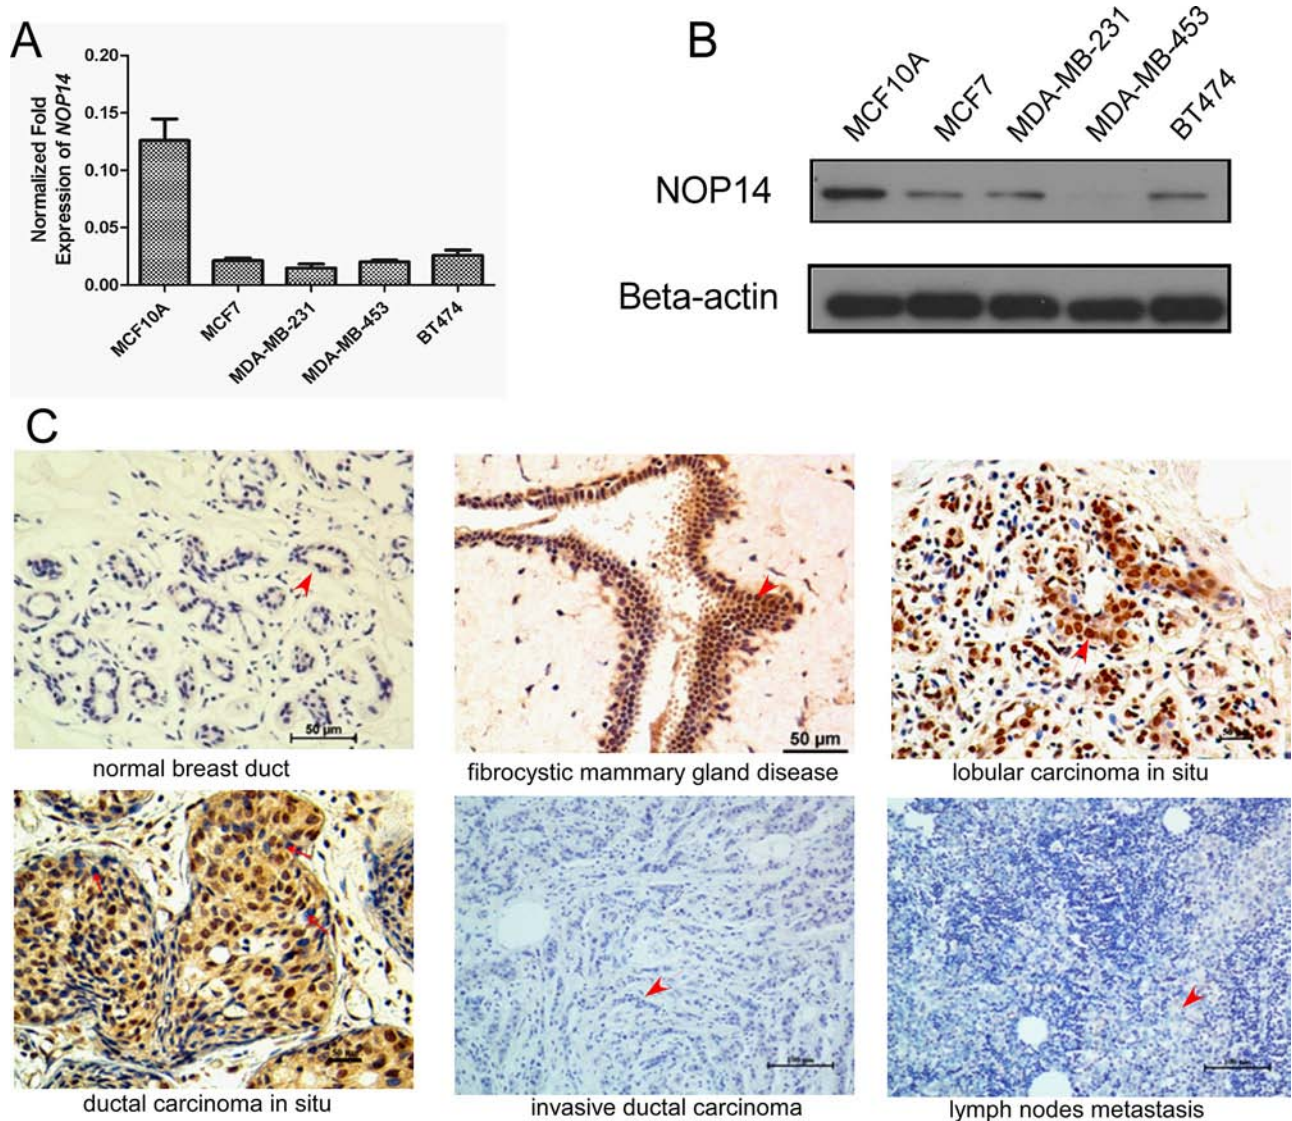 A
0.20
0.15
0.10
0.05
0.00
Normalized Fold
Expression of NOP14
MCF10A
MCF7
MDA-MB-231
MDA-MB-453
BT474
B
MCF10A
MCF7
MDA-MB-231
MDA-MB-453
BT474
NOP14
Beta-actin
C
50 µm
50 µm
normal breast duct
fibrocystic mammary gland disease
lobular carcinoma in situ
ductal carcinoma in situ
invasive ductal carcinoma
lymph nodes metastasis